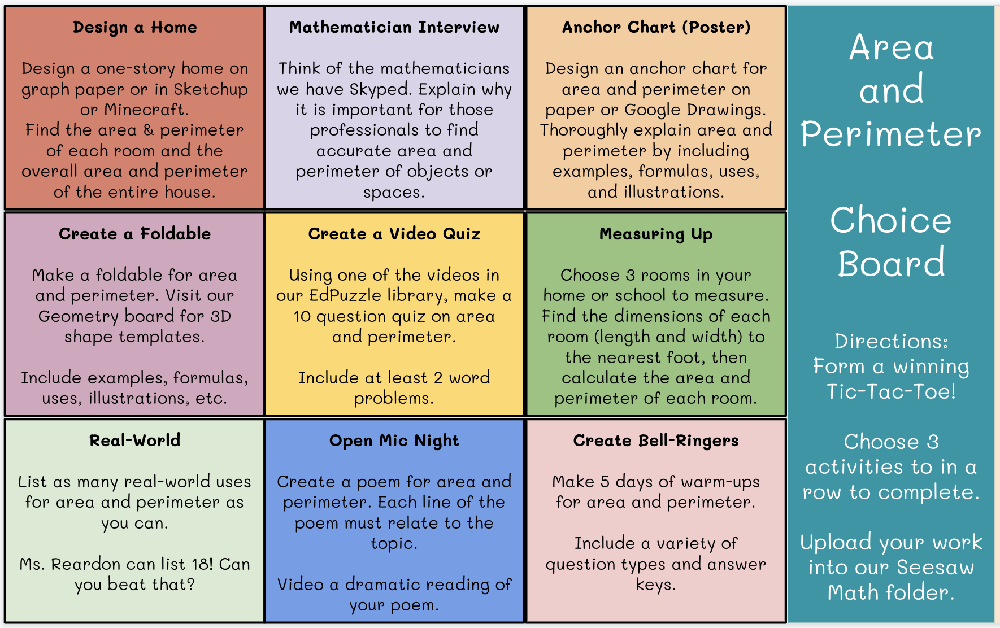 Design a Home
Design a one-story home on
graph paper or in Sketchup
or Minecraft.
Find the area & perimeter
of each room and the
overall area and perimeter
of the entire house.
Mathematician Interview
Think of the mathematicians
we have Skyped. Explain why
it is important for those
professionals to find
accurate area and
perimeter of objects or
spaces.
Anchor Chart (Poster)
Design an anchor chart for
area and perimeter on
paper or Google Drawings.
Thoroughly explain area and
perimeter by including
examples, formulas, uses,
and illustrations.
Create a Foldable
Make a foldable for area
and perimeter. Visit our
Geometry board for 3D
shape templates.
Include examples, formulas,
uses, illustrations, etc.
Create a Video Quiz
Using one of the videos in
our EdPuzzle library, make a
10 question quiz on area
and perimeter.
Include at least 2 word
problems.
Measuring Up
Choose 3 rooms in your
home or school to measure.
Find the dimensions of each
room (length and width) to
the nearest foot, then
calculate the area and
perimeter of each room.
Real-World
List as many real-world uses
for area and perimeter as
you can.
Ms. Reardon can list 18! Can
you beat that?
Open Mic Night
Create a poem for area and
perimeter. Each line of the
poem must relate to the
topic.
Video a dramatic reading of
your poem.
Create Bell-Ringers
Make 5 days of warm-ups
for area and perimeter.
Include a variety of
question types and answer
keys.
Area
and
Perimeter
Choice
Board
Directions:
Form a winning
Tic-Tac-Toe!
Choose 3
activities to in a
row to complete.
Upload your work
into our Seesaw
Math folder.